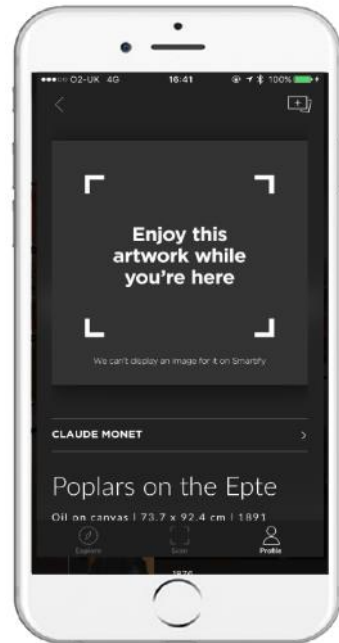 O2-UK 4G 16:41 100%
Enjoy this
artwork while
you're here
We can't display an image for it on Smartify
CLAUDE MONET
Poplars on the Epte
Oil on canvas | 73.7 x 92.4 cm | 1891
Explore Scan Profile
1876